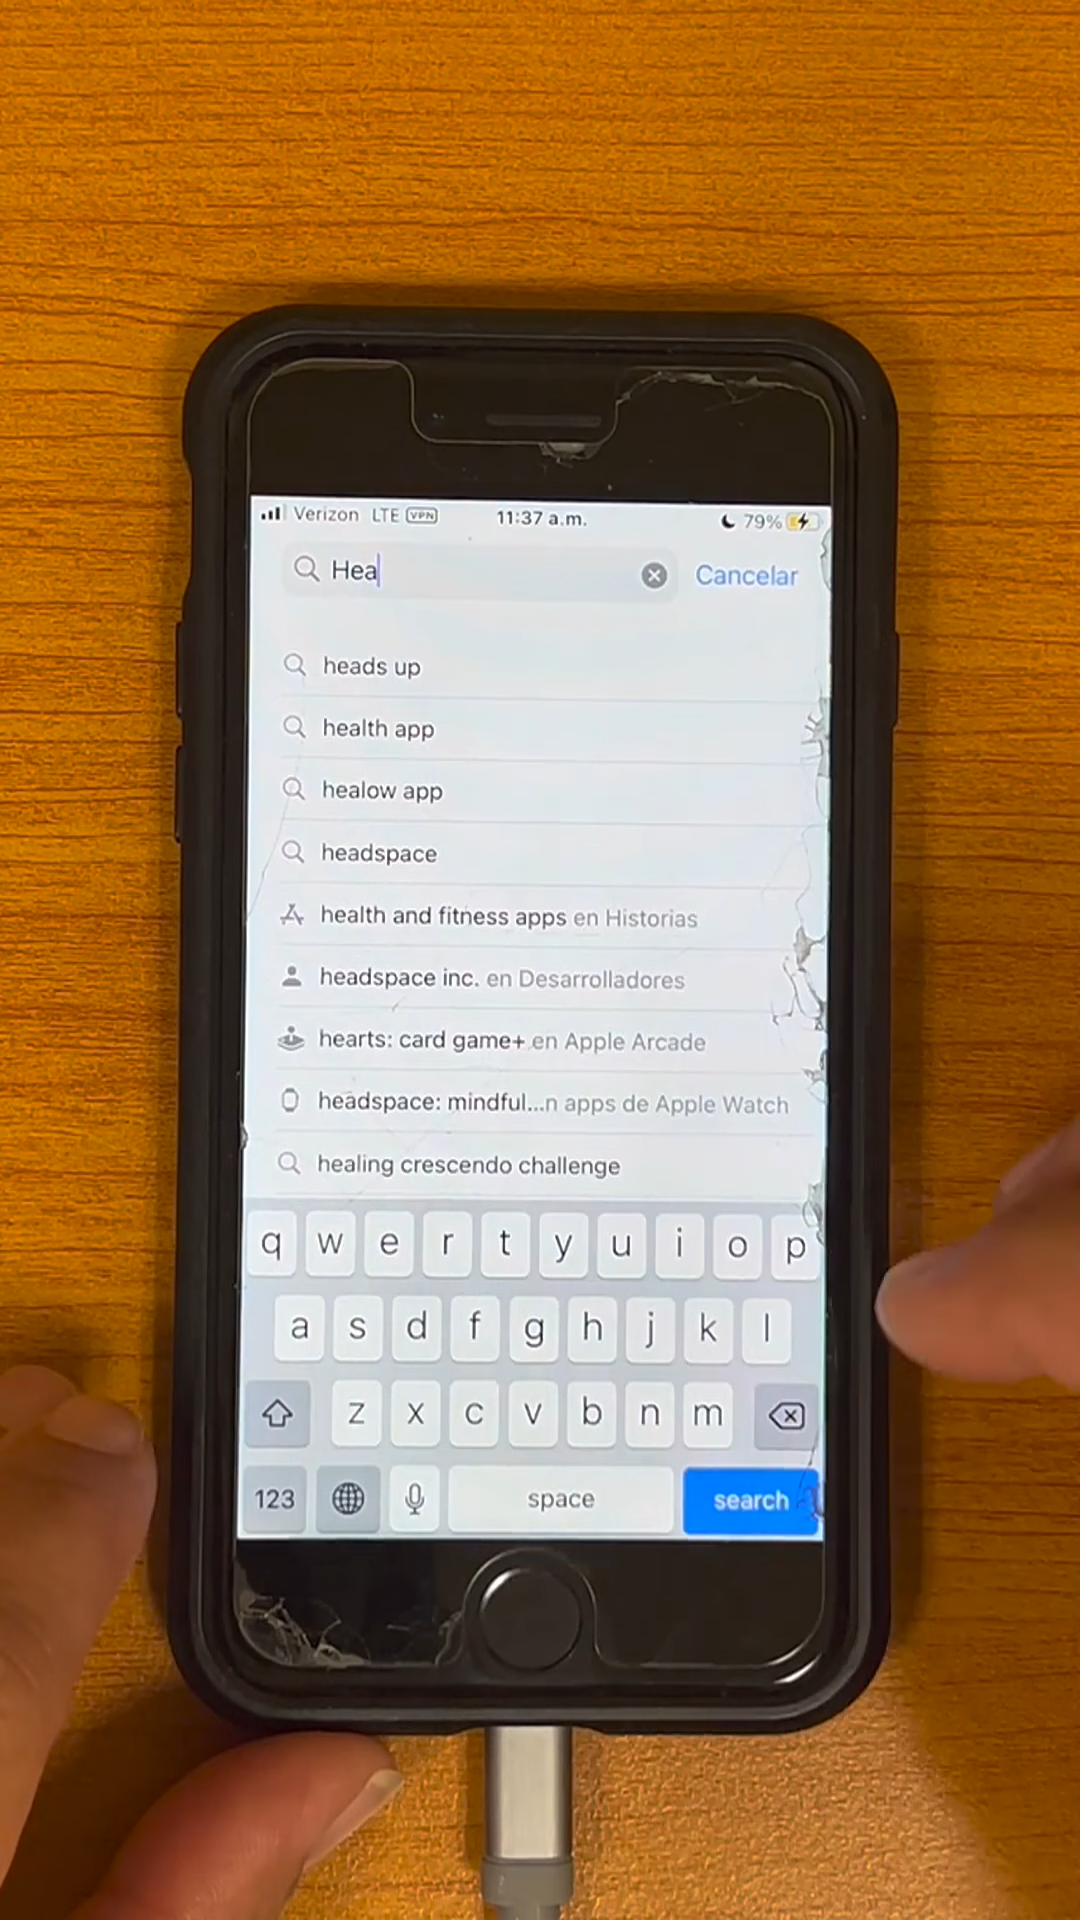 Verizon LTE VPN 11:37 a.m. 79%
Hea Cancelar
heads up
health app
healow app
headspace
health and fitness apps en Historias
headspace inc. en Desarrolladores
hearts: card game+ en Apple Arcade
headspace: mindful...n apps de Apple Watch
healing crescendo challenge
q w e r t y u i o p
a s d f g h j k l
z x c v b n m
123 space search